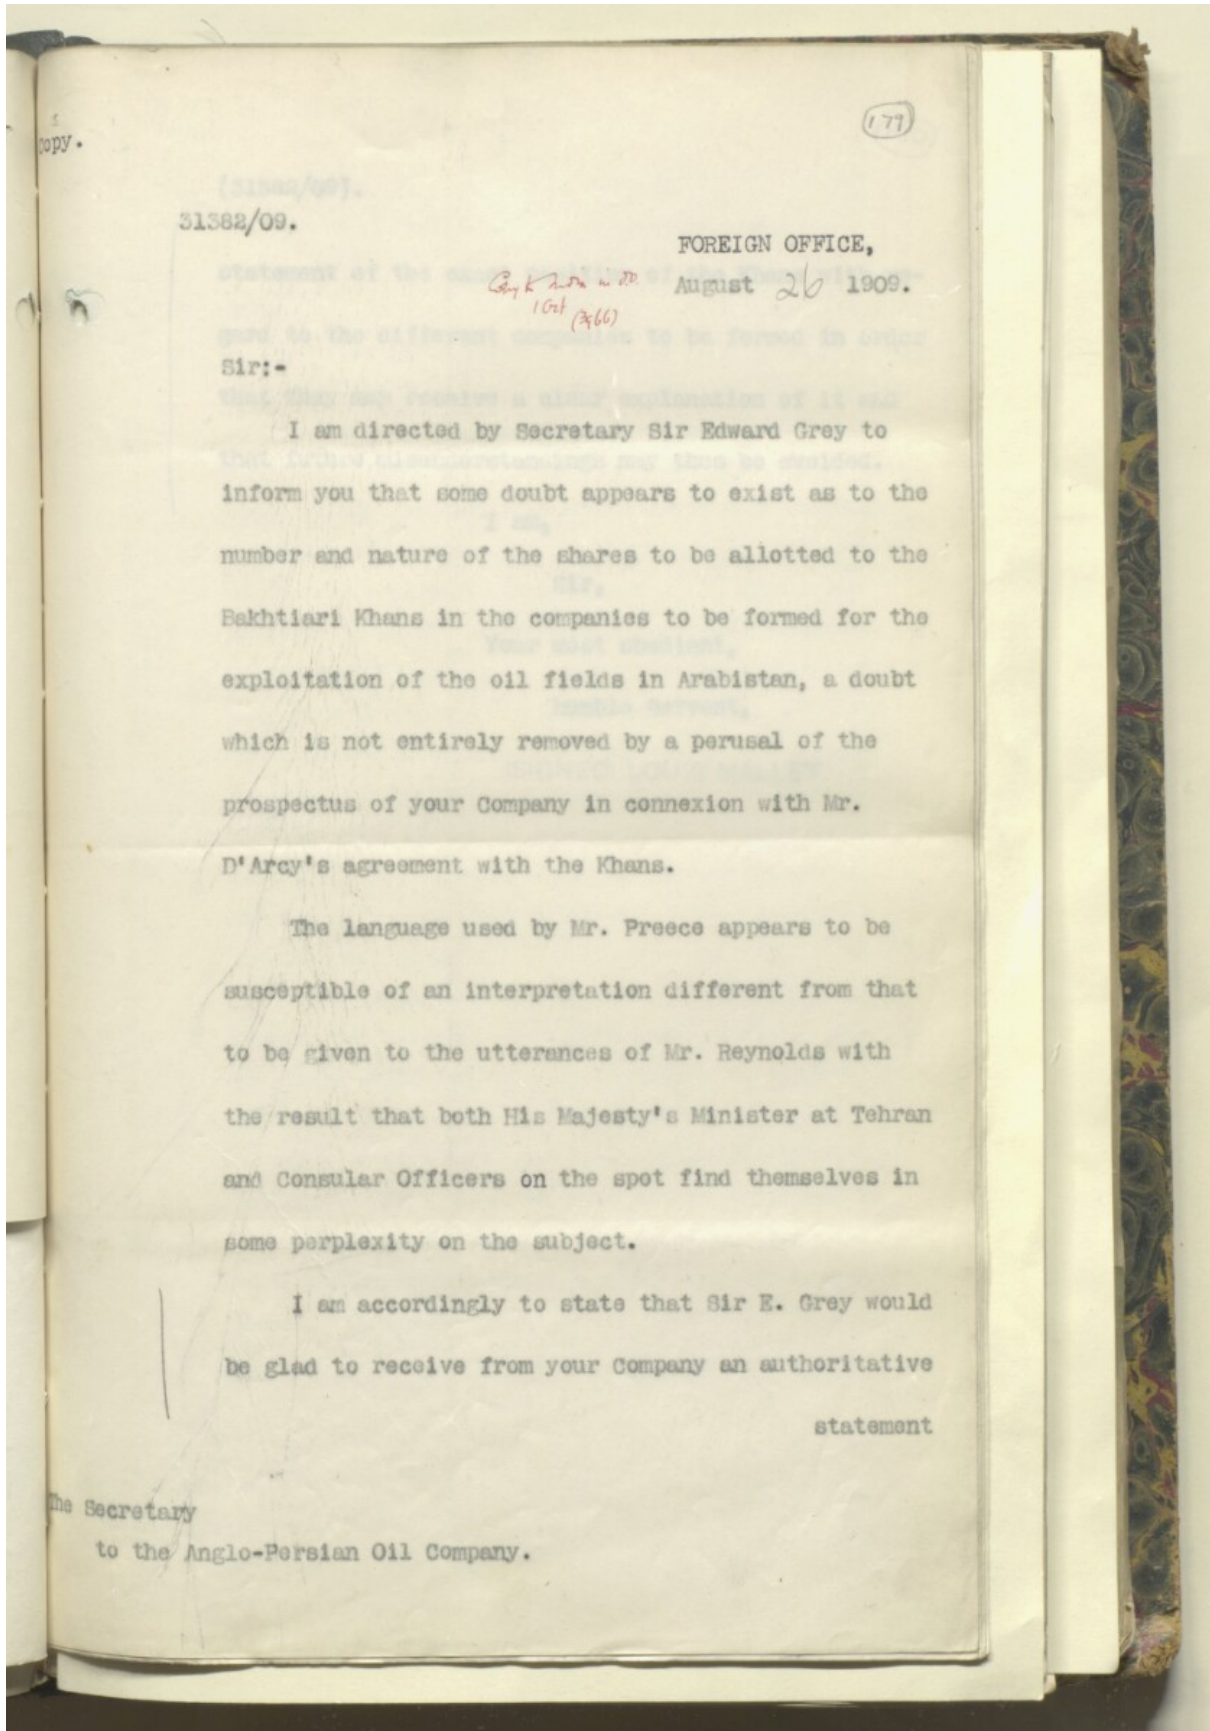 179
Copy.
31382/09.
FOREIGN OFFICE,
August 26 1909.
1 Oct
(3966)
Sir:-
I am directed by Secretary Sir Edward Grey to
inform you that some doubt appears to exist as to the
number and nature of the shares to be allotted to the
Bakhtiari Khans in the companies to be formed for the
exploitation of the oil fields in Arabistan, a doubt
which is not entirely removed by a perusal of the
prospectus of your Company in connexion with Mr.
D'Arcy's agreement with the Khans.
The language used by Mr. Preece appears to be
susceptible of an interpretation different from that
to be given to the utterances of Mr. Reynolds with
the result that both His Majesty's Minister at Tehran
and Consular Officers on the spot find themselves in
some perplexity on the subject.
I am accordingly to state that Sir E. Grey would
be glad to receive from your Company an authoritative
statement
The Secretary
to the Anglo-Persian Oil Company.